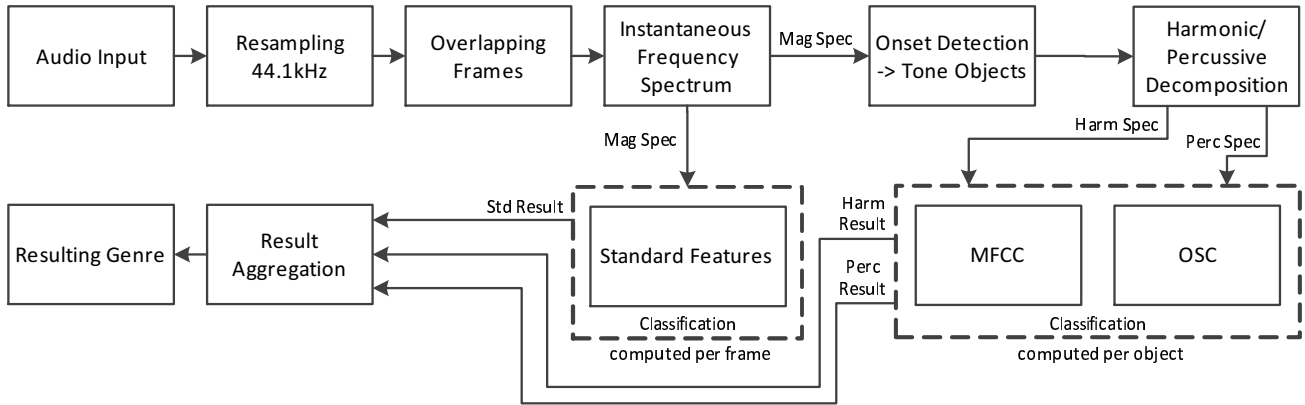 Audio Input
Resampling
44.1kHz
Overlapping
Frames
Instantaneous
Frequency
Spectrum
Mag Spec
Onset Detection
-> Tone Objects
Harmonic/
Percussive
Decomposition
Mag Spec
Harm Spec
Perc Spec
Resulting Genre
Result
Aggregation
Std Result
Standard Features
Classification
computed per frame
Harm
Result
Perc
Result
MFCC
OSC
Classification
computed per object